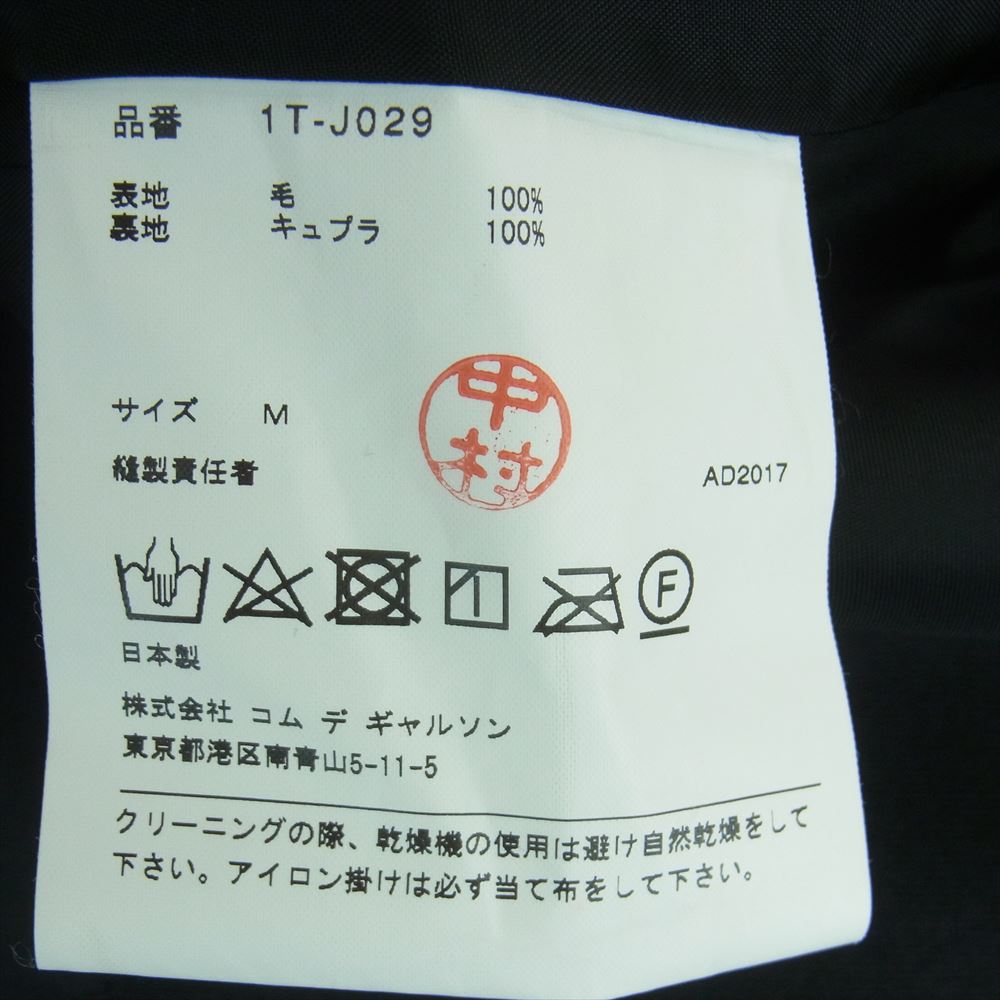 品番 1T-J029
表地 毛 100%
裏地 キュプラ 100%
サイズ M
中村
縫製責任者 AD2017
F
日本製
株式会社 コム デ ギャルソン
東京都港区南青山5-11-5
クリーニングの際、乾燥機の使用は避け自然乾燥をして
下さい。アイロン掛けは必ず当て布をして下さい。